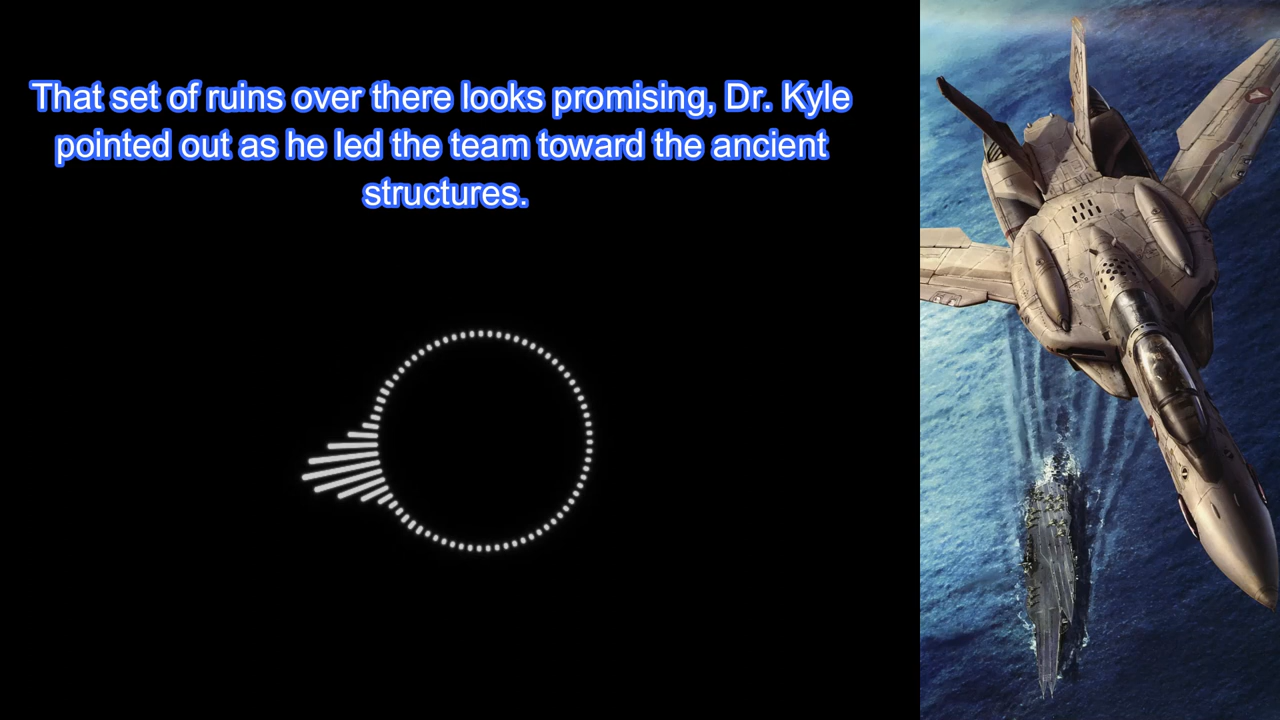 That set of ruins over there looks promising, Dr. Kyle
pointed out as he led the team toward the ancient
structures.